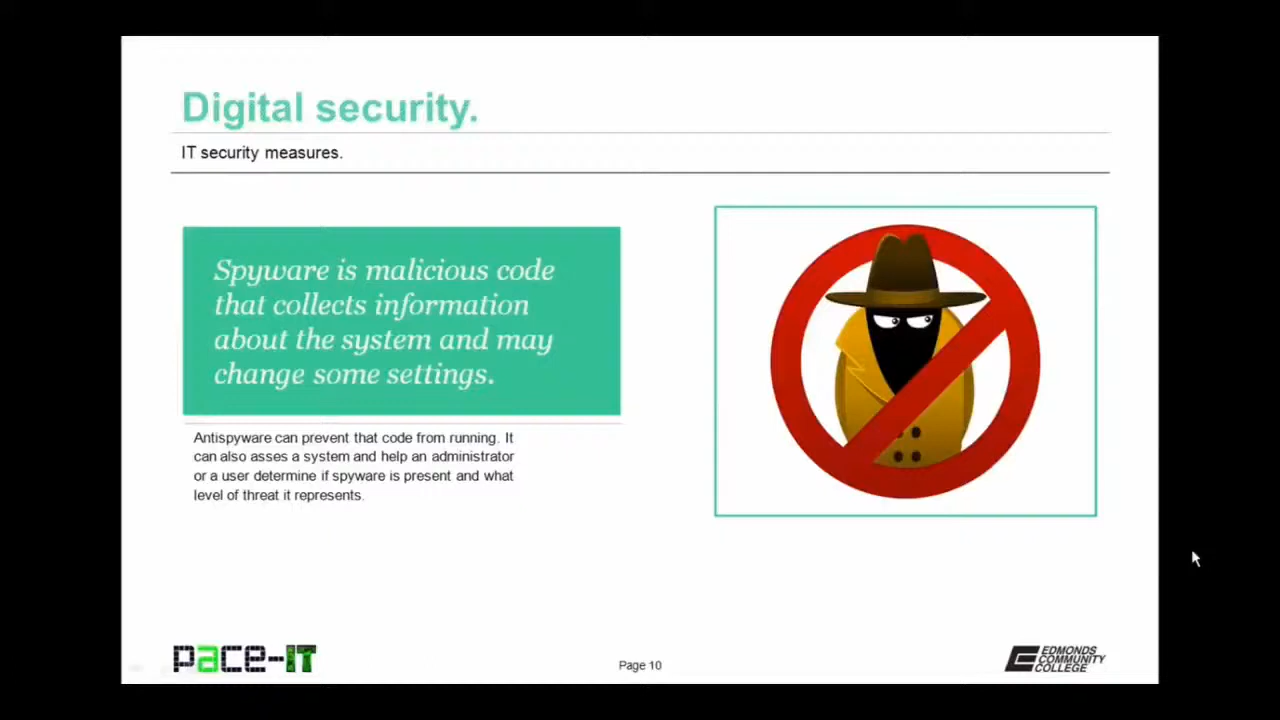 Digital security.
IT security measures.
Spyware is malicious code
that collects information
about the system and may
change some settings.
Antispyware can prevent that code from running. It
can also asses a system and help an administrator
or a user determine if spyware is present and what
level of threat it represents.
pace-IT
Page 10
EDMONDS
COMMUNITY
COLLEGE